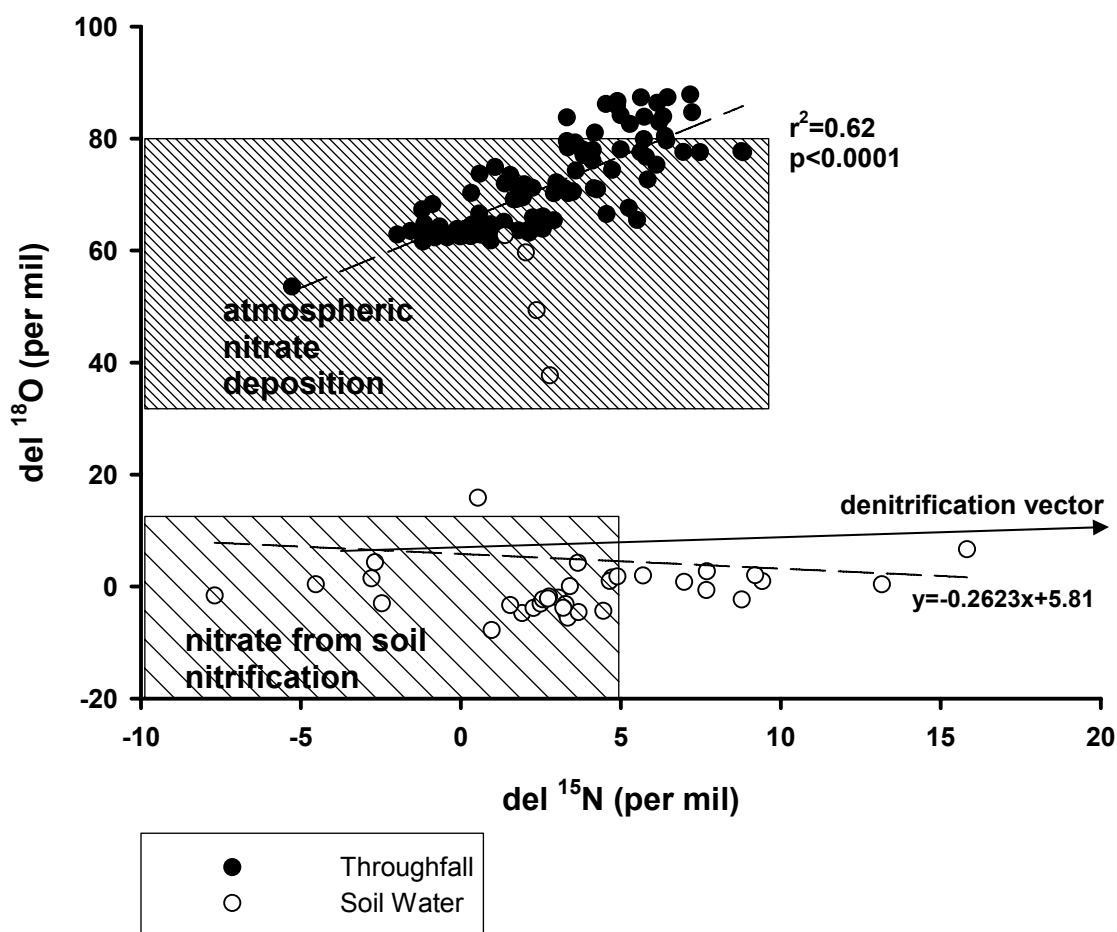 100
80
60
40
20
0
-20
del ¹⁸O (per mil)
r²=0.62
p<0.0001
atmospheric
nitrate
deposition
denitrification vector
y=-0.2623x+5.81
nitrate from soil
nitrification
-10
-5
0
5
10
15
20
del ¹⁵N (per mil)
Throughfall
Soil Water